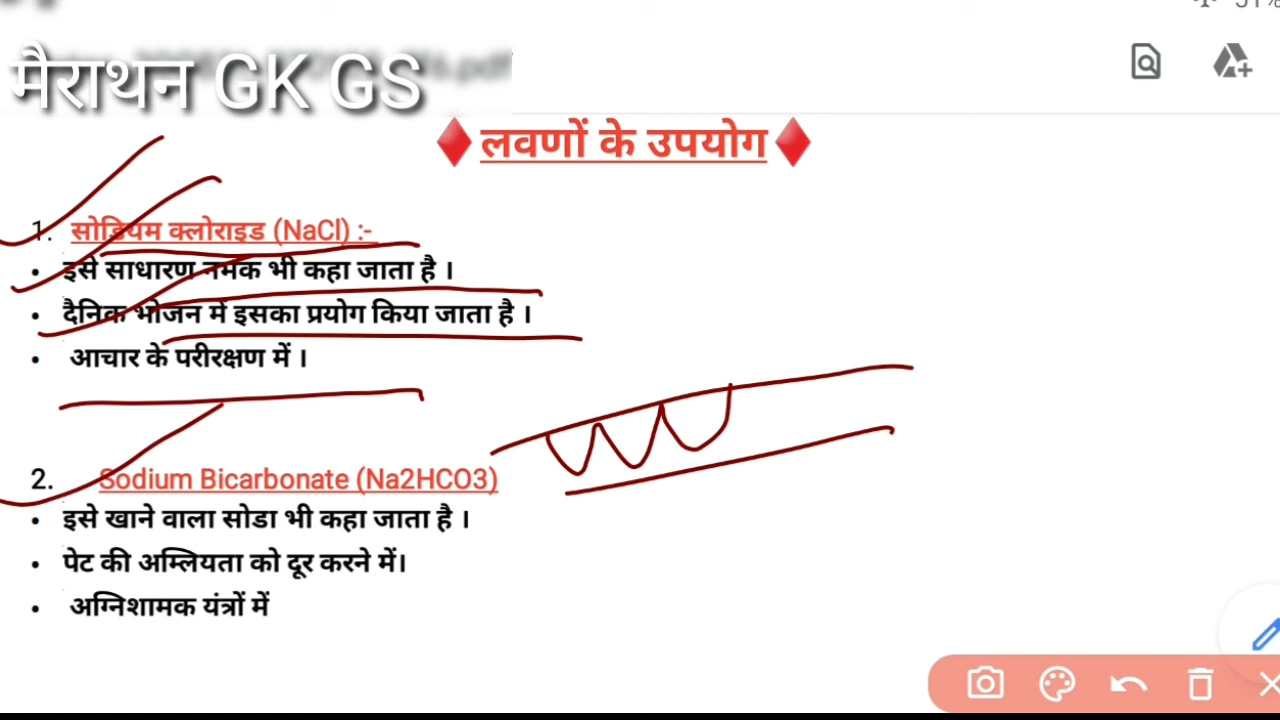 मैराथन GK GS
♦लवणों के उपयोग♦
1. सोडियम क्लोराइड (NaCl) :-
• इसे साधारण नमक भी कहा जाता है ।
• दैनिक भोजन में इसका प्रयोग किया जाता है ।
• आचार के परीरक्षण में ।
2. Sodium Bicarbonate (Na2HCO3)
• इसे खाने वाला सोडा भी कहा जाता है ।
• पेट की अम्लियता को दूर करने में।
• अग्निशामक यंत्रों में